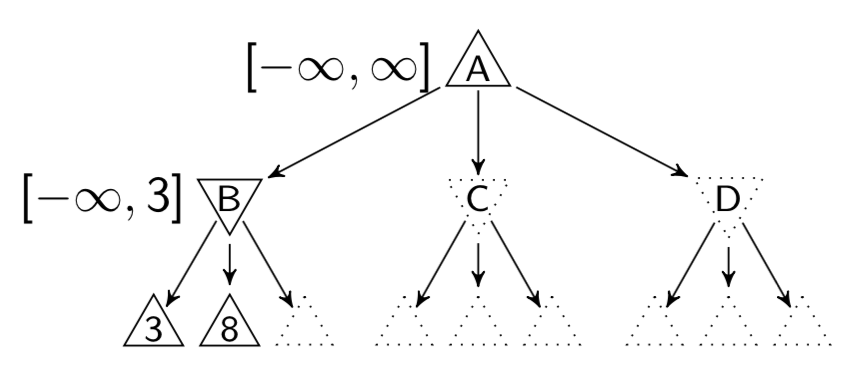 [−∞, ∞] A
[−∞, 3] B C D
3 8